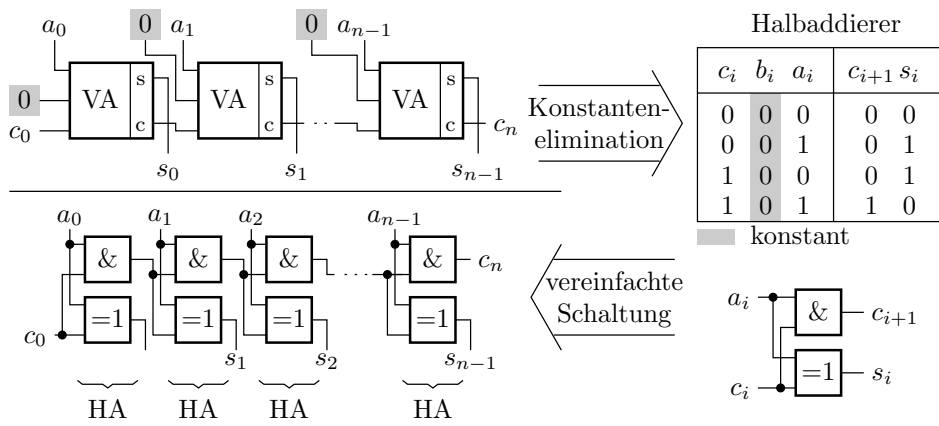 a0 0 a1 0 an−1
0 VA s c VA s c · · · VA s c
c0 cn
s0 s1 sn−1
Konstanten-
elimination
Halbaddierer
ci bi ai ci+1 si
0 0 0 0 0
0 0 1 0 1
1 0 0 0 1
1 0 1 1 0
konstant
a0 a1 a2 an−1
& & & · · · & cn
=1 =1 =1 =1
c0
s1 s2 sn−1
HA HA HA HA
vereinfachte
Schaltung
ai & ci+1
ci =1 si